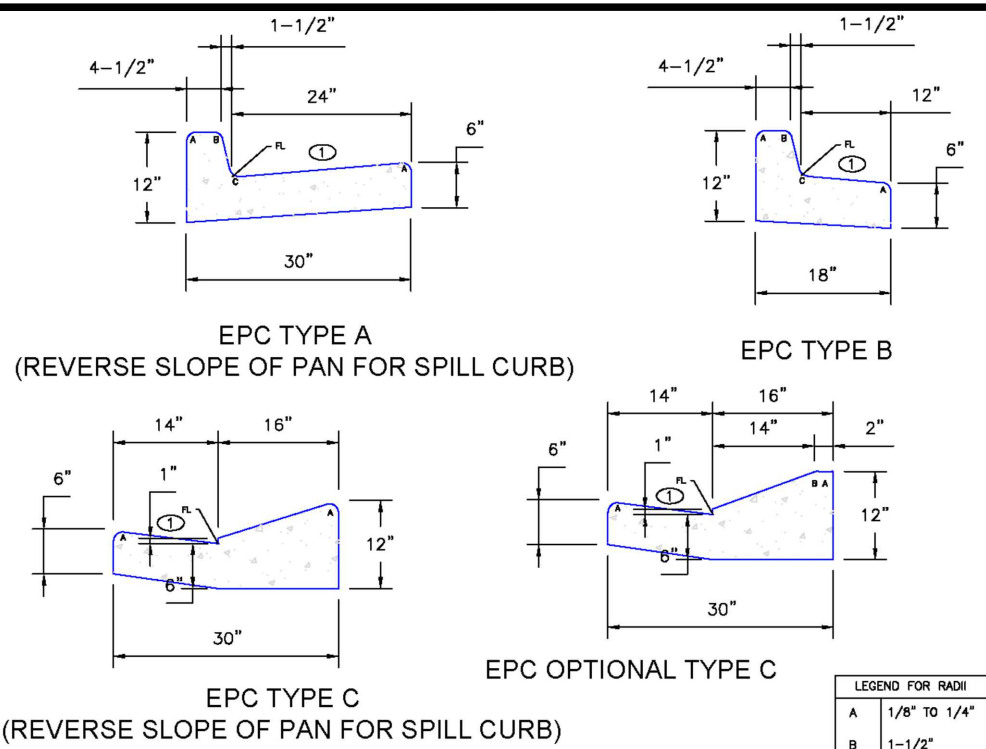 1-1/2"
4-1/2"
24"
6"
FL
1
A
B
C
A
12"
30"
EPC TYPE A
(REVERSE SLOPE OF PAN FOR SPILL CURB)
1-1/2"
4-1/2"
12"
6"
FL
1
A
B
C
A
12"
18"
EPC TYPE B
14"
16"
6"
1"
FL
1
A
A
12"
6"
30"
EPC TYPE C
(REVERSE SLOPE OF PAN FOR SPILL CURB)
14"
16"
14"
2"
6"
1"
FL
1
B
A
A
12"
6"
30"
EPC OPTIONAL TYPE C
LEGEND FOR RADII
A 1/8" TO 1/4"
B 1-1/2"